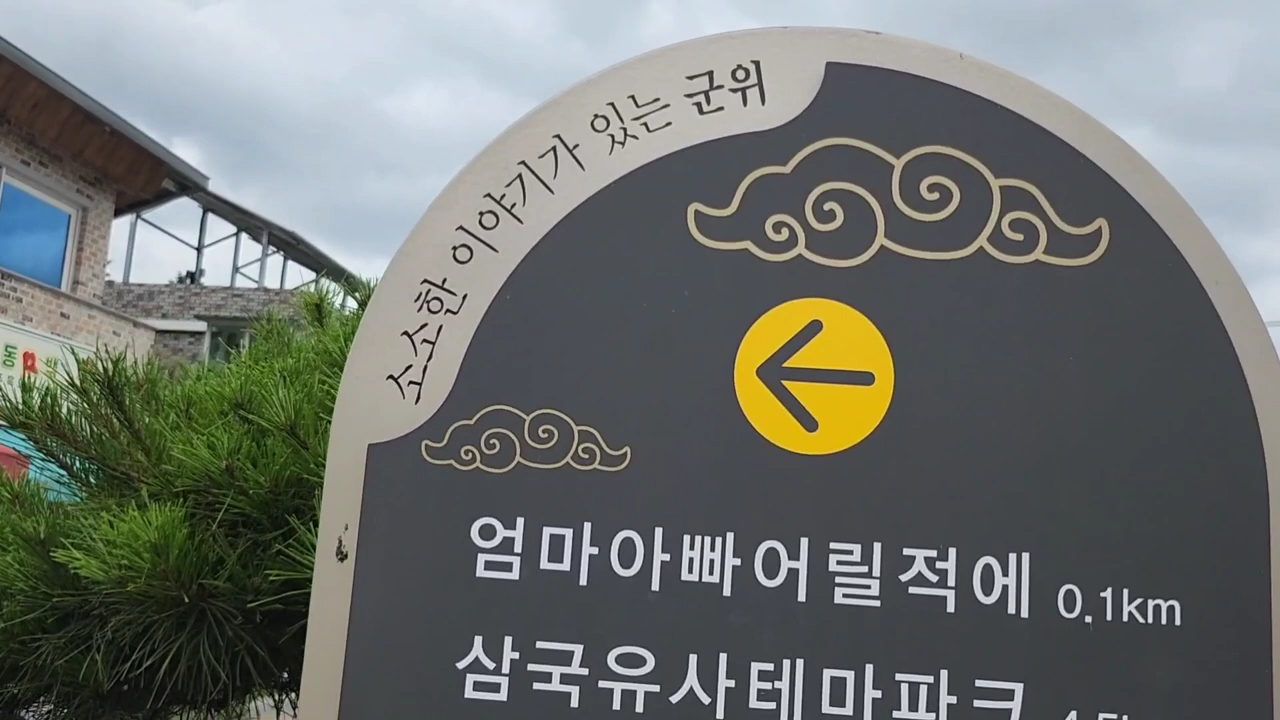 소소한 이야기가 있는 군위
엄마아빠어릴적에 0.1km
삼국유사테마파크
동